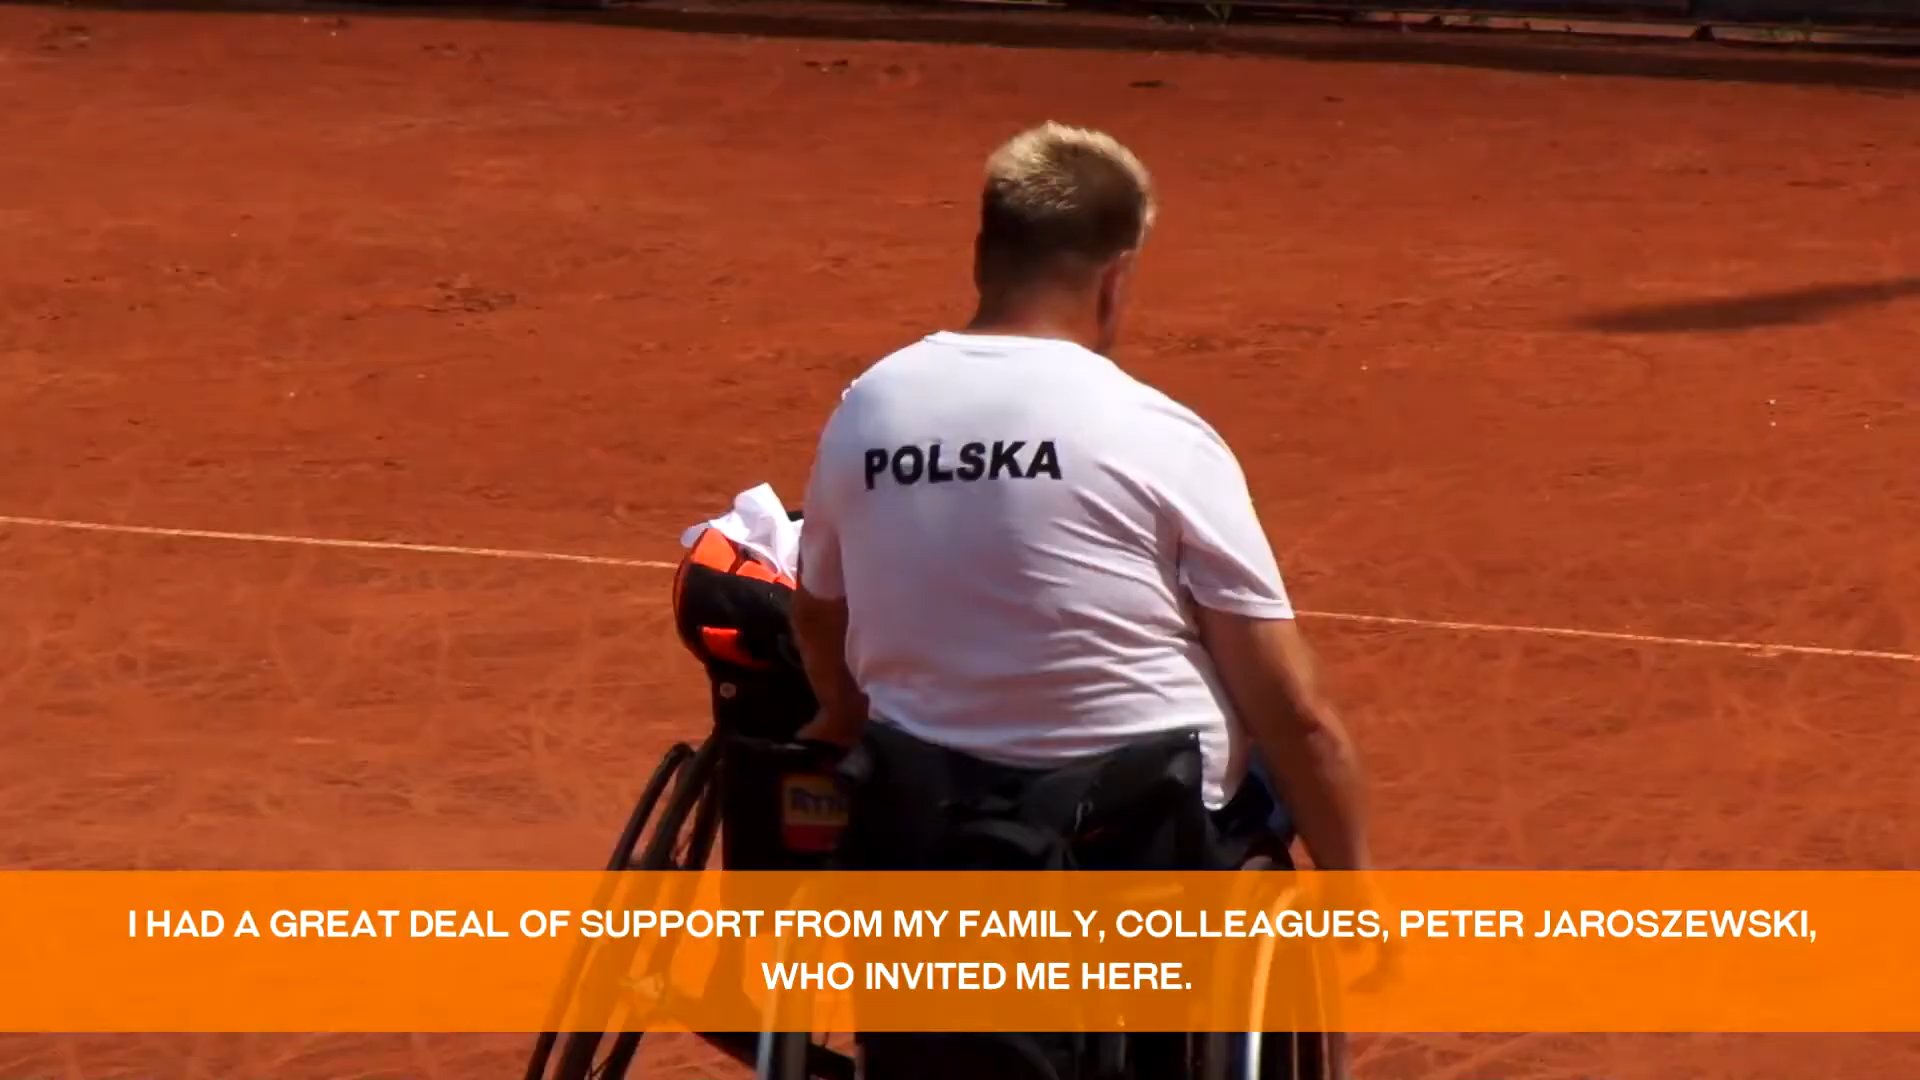 POLSKA
I HAD A GREAT DEAL OF SUPPORT FROM MY FAMILY, COLLEAGUES, PETER JAROSZEWSKI,
WHO INVITED ME HERE.